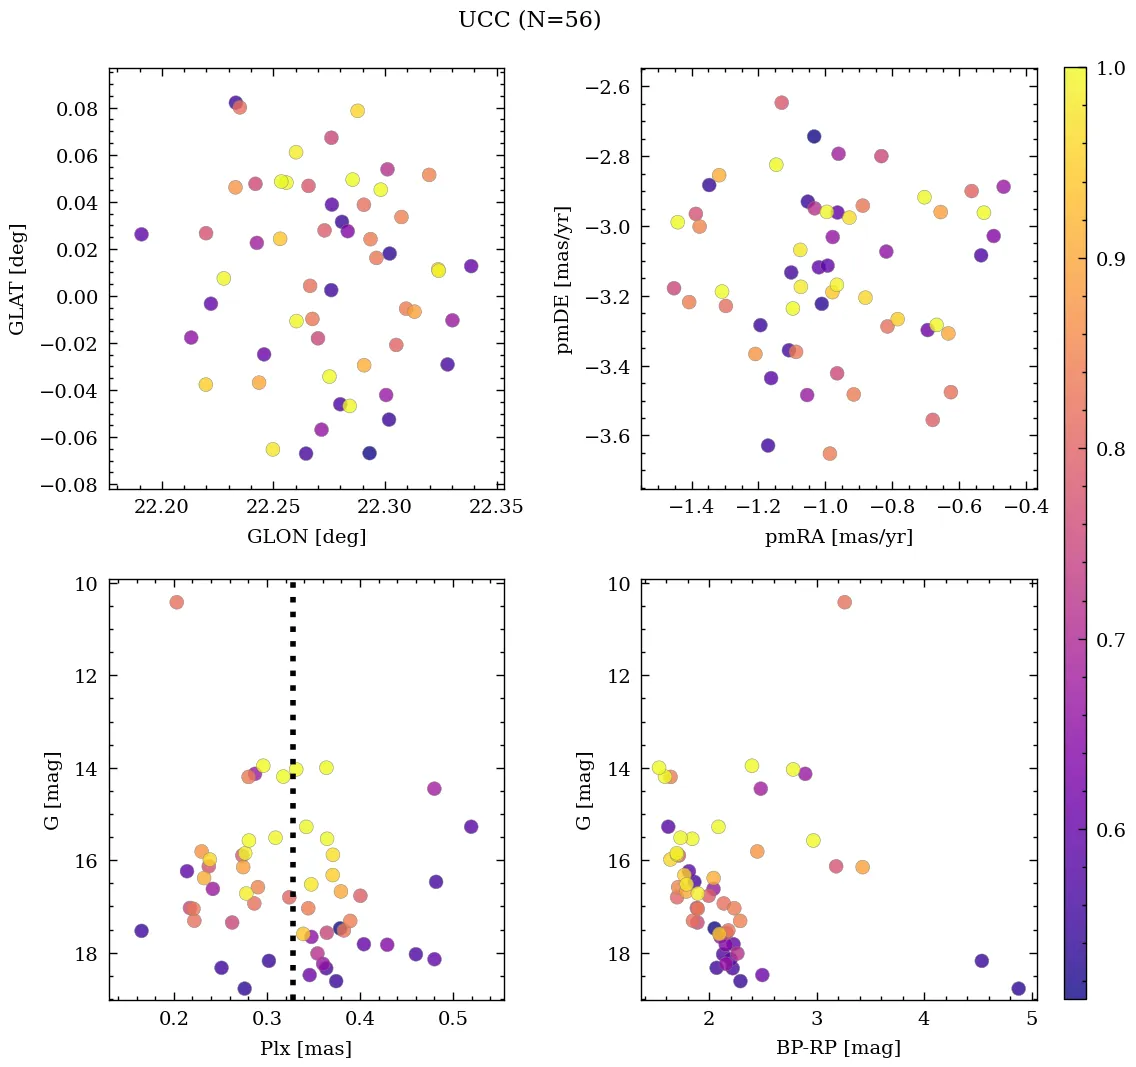 UCC (N=56)
0.08
0.06
0.04
0.02
0.00
−0.02
−0.04
−0.06
−0.08
GLAT [deg]
22.20 22.25 22.30 22.35
GLON [deg]
−2.6
−2.8
−3.0
−3.2
−3.4
−3.6
pmDE [mas/yr]
−1.4 −1.2 −1.0 −0.8 −0.6 −0.4
pmRA [mas/yr]
10
12
14
16
18
G [mag]
0.2 0.3 0.4 0.5
Plx [mas]
10
12
14
16
18
G [mag]
2 3 4 5
BP-RP [mag]
1.0
0.9
0.8
0.7
0.6